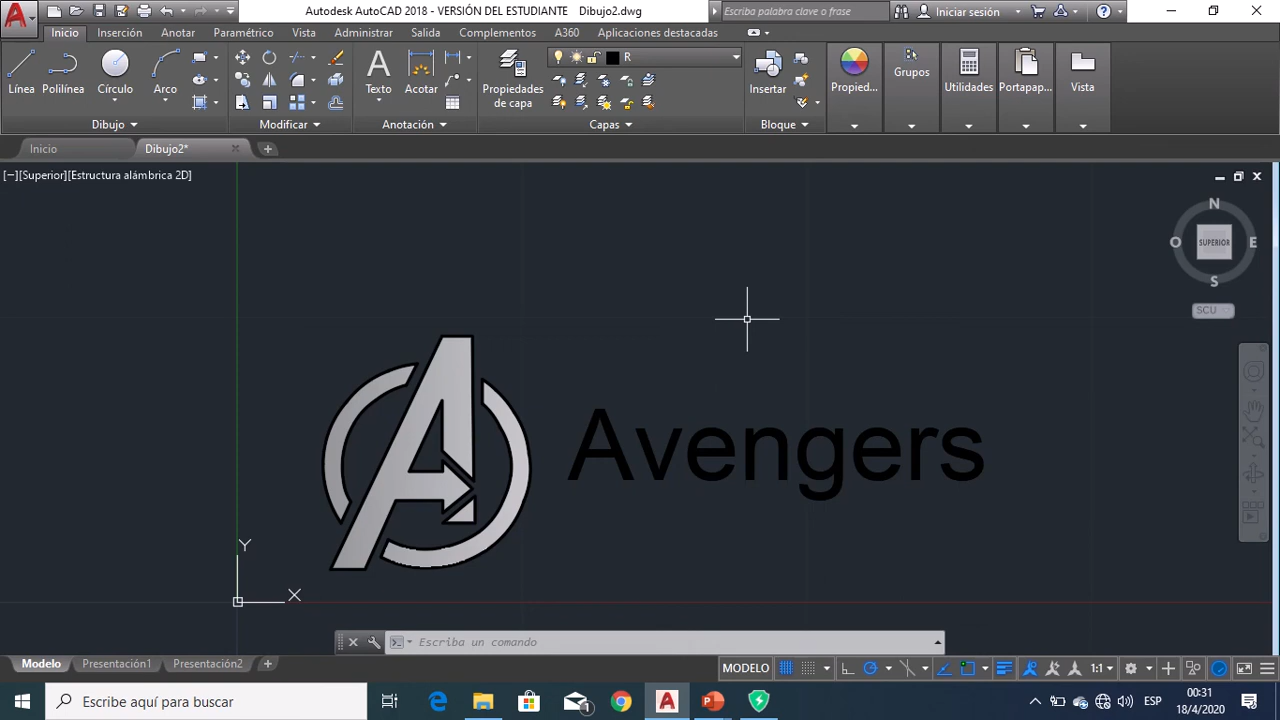 Autodesk AutoCAD 2018 - VERSIÓN DEL ESTUDIANTE Dibujo2.dwg
Escriba palabra clave o frase
Iniciar sesión
Inicio Inserción Anotar Paramétrico Vista Administrar Salida Complementos A360 Aplicaciones destacadas
R
Línea Polilínea Círculo Arco
Texto Acotar
Propiedades de capa
Insertar
Propied... Grupos Utilidades Portapap... Vista
Dibujo Modificar Anotación Capas Bloque
Inicio Dibujo2*
[−][Superior][Estructura alámbrica 2D]
N
O SUPERIOR E
S
SCU
Avengers
Y
X
Escriba un comando
Modelo Presentación1 Presentación2
MODELO 1:1
Escribe aquí para buscar
1
ESP
00:31
18/4/2020